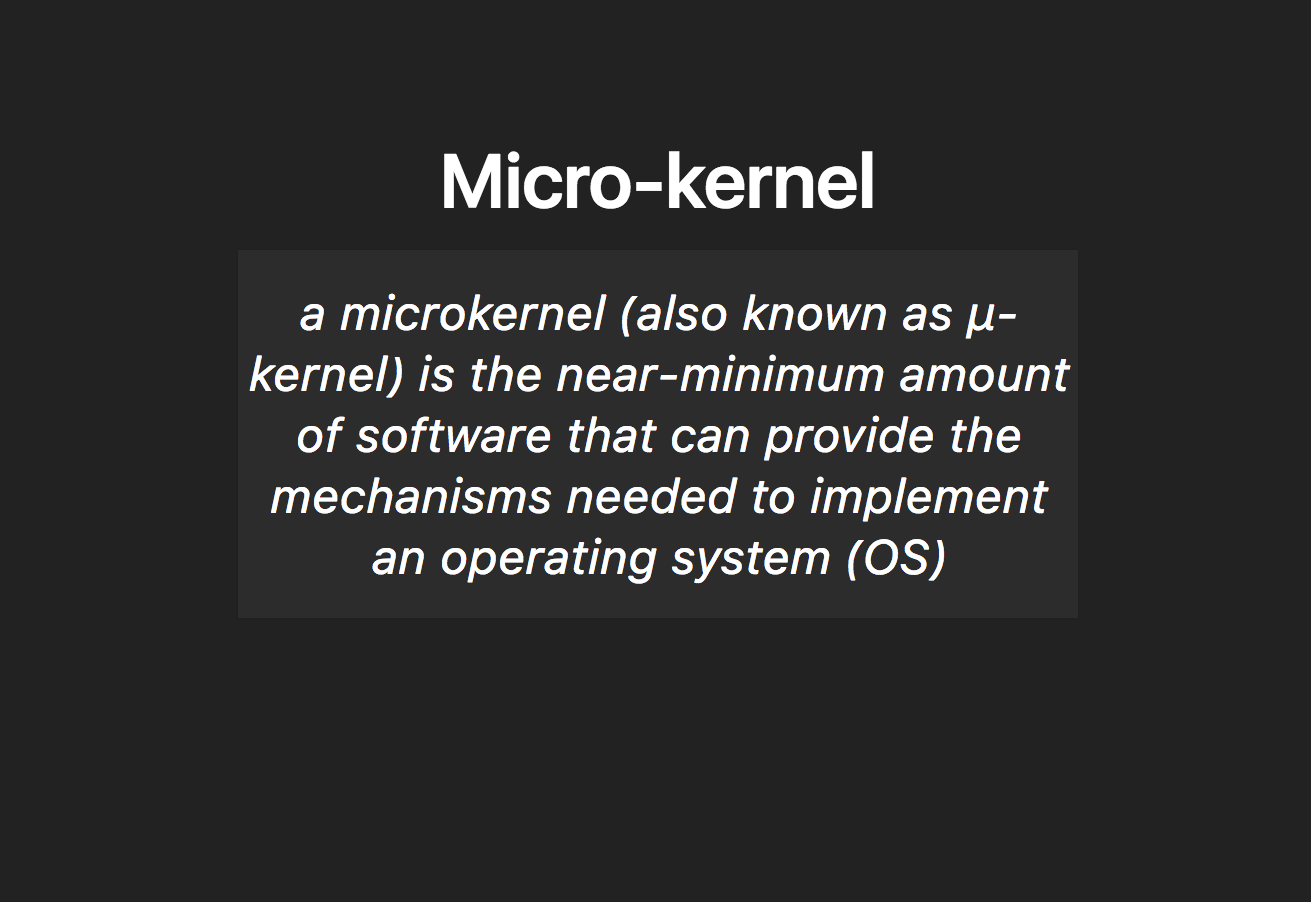 Micro-kernel
a microkernel (also known as μ-
kernel) is the near-minimum amount
of software that can provide the
mechanisms needed to implement
an operating system (OS)